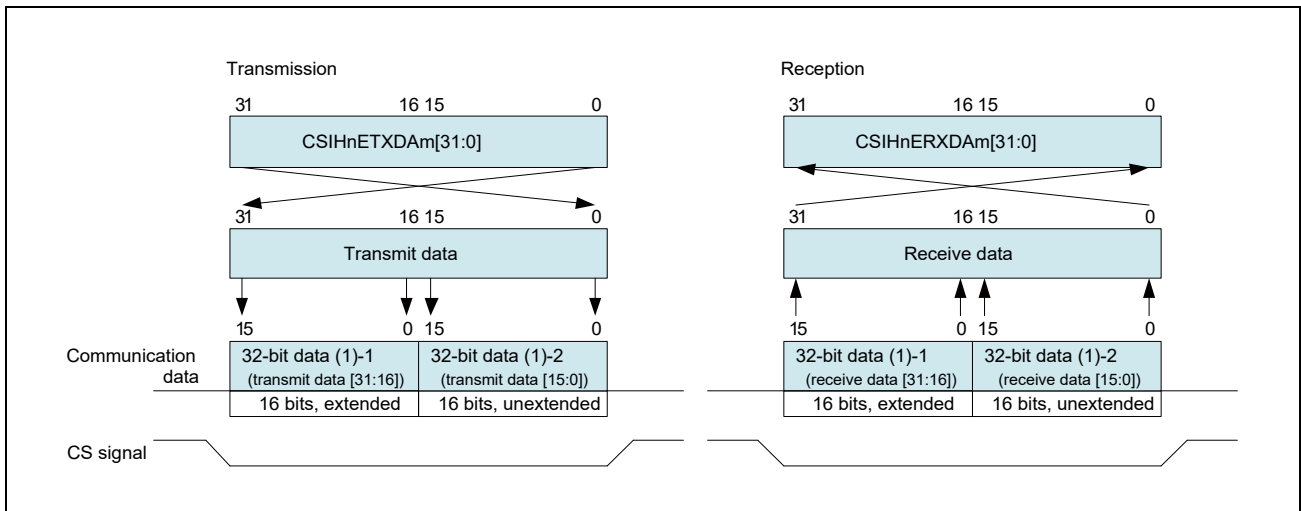 Transmission
31 16 15 0
CSIHnETXDAm[31:0]
31 16 15 0
Transmit data
15 0 15 0
Communication data
32-bit data (1)-1
(transmit data [31:16])
32-bit data (1)-2
(transmit data [15:0])
16 bits, extended
16 bits, unextended
CS signal
Reception
31 16 15 0
CSIHnERXDAm[31:0]
31 16 15 0
Receive data
15 0 15 0
32-bit data (1)-1
(receive data [31:16])
32-bit data (1)-2
(receive data [15:0])
16 bits, extended
16 bits, unextended